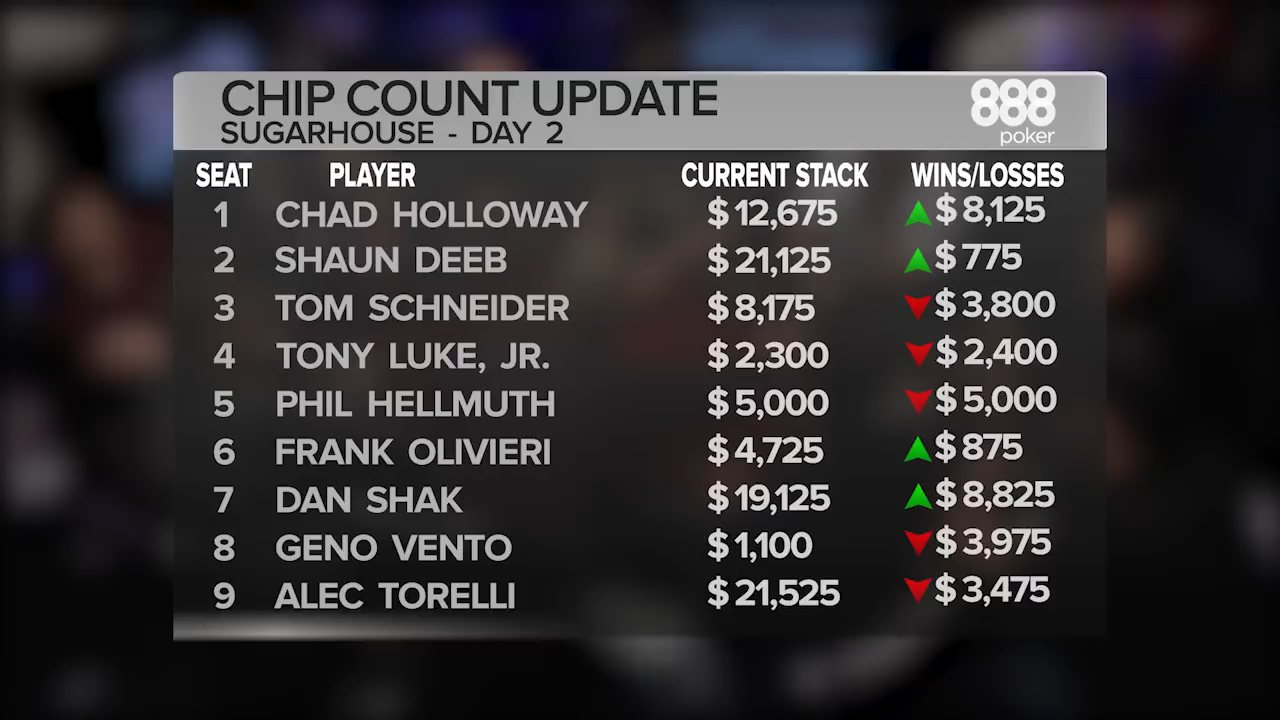 CHIP COUNT UPDATE
SUGARHOUSE - DAY 2
888
poker
SEAT PLAYER CURRENT STACK WINS/LOSSES
1 CHAD HOLLOWAY $12,675 $8,125
2 SHAUN DEEB $21,125 $775
3 TOM SCHNEIDER $8,175 $3,800
4 TONY LUKE, JR. $2,300 $2,400
5 PHIL HELLMUTH $5,000 $5,000
6 FRANK OLIVIERI $4,725 $875
7 DAN SHAK $19,125 $8,825
8 GENO VENTO $1,100 $3,975
9 ALEC TORELLI $21,525 $3,475